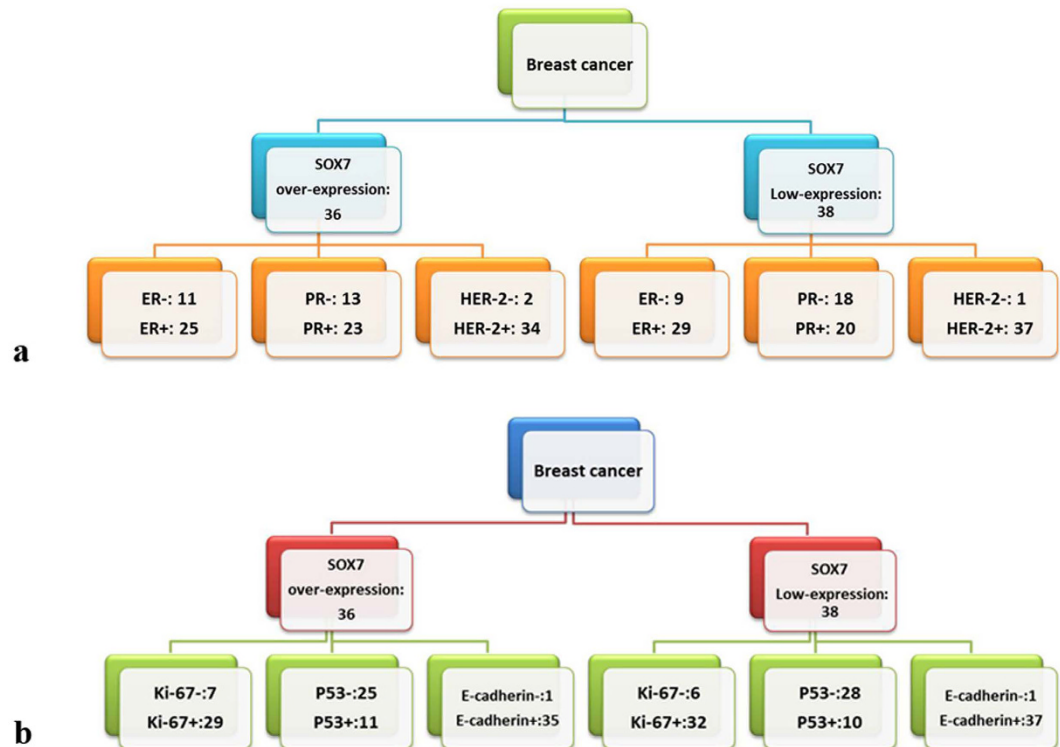 Breast cancer
SOX7
over-expression:
36
SOX7
Low-expression:
38
ER-: 11
ER+: 25
PR-: 13
PR+: 23
HER-2-: 2
HER-2+: 34
ER-: 9
ER+: 29
PR-: 18
PR+: 20
HER-2-: 1
HER-2+: 37
a
Breast cancer
SOX7
over-expression:
36
SOX7
Low-expression:
38
Ki-67-:7
Ki-67+:29
P53-:25
P53+:11
E-cadherin-:1
E-cadherin+:35
Ki-67-:6
Ki-67+:32
P53-:28
P53+:10
E-cadherin-:1
E-cadherin+:37
b